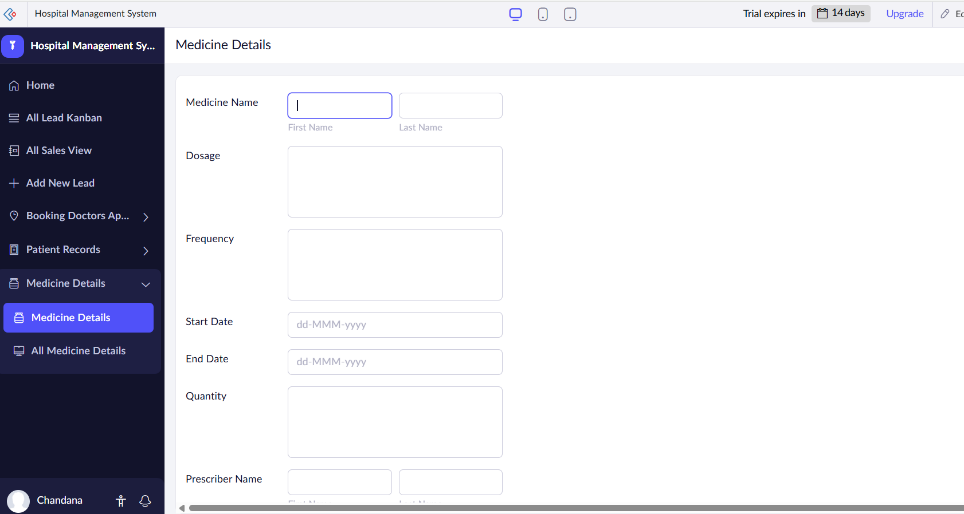 Hospital Management System
Trial expires in 14 days Upgrade
Hospital Management Sy...
Home
All Lead Kanban
All Sales View
Add New Lead
Booking Doctors Ap...
Patient Records
Medicine Details
Medicine Details
All Medicine Details
Chandana
Medicine Details
Medicine Name
First Name Last Name
Dosage
Frequency
Start Date dd-MMM-yyyy
End Date dd-MMM-yyyy
Quantity
Prescriber Name